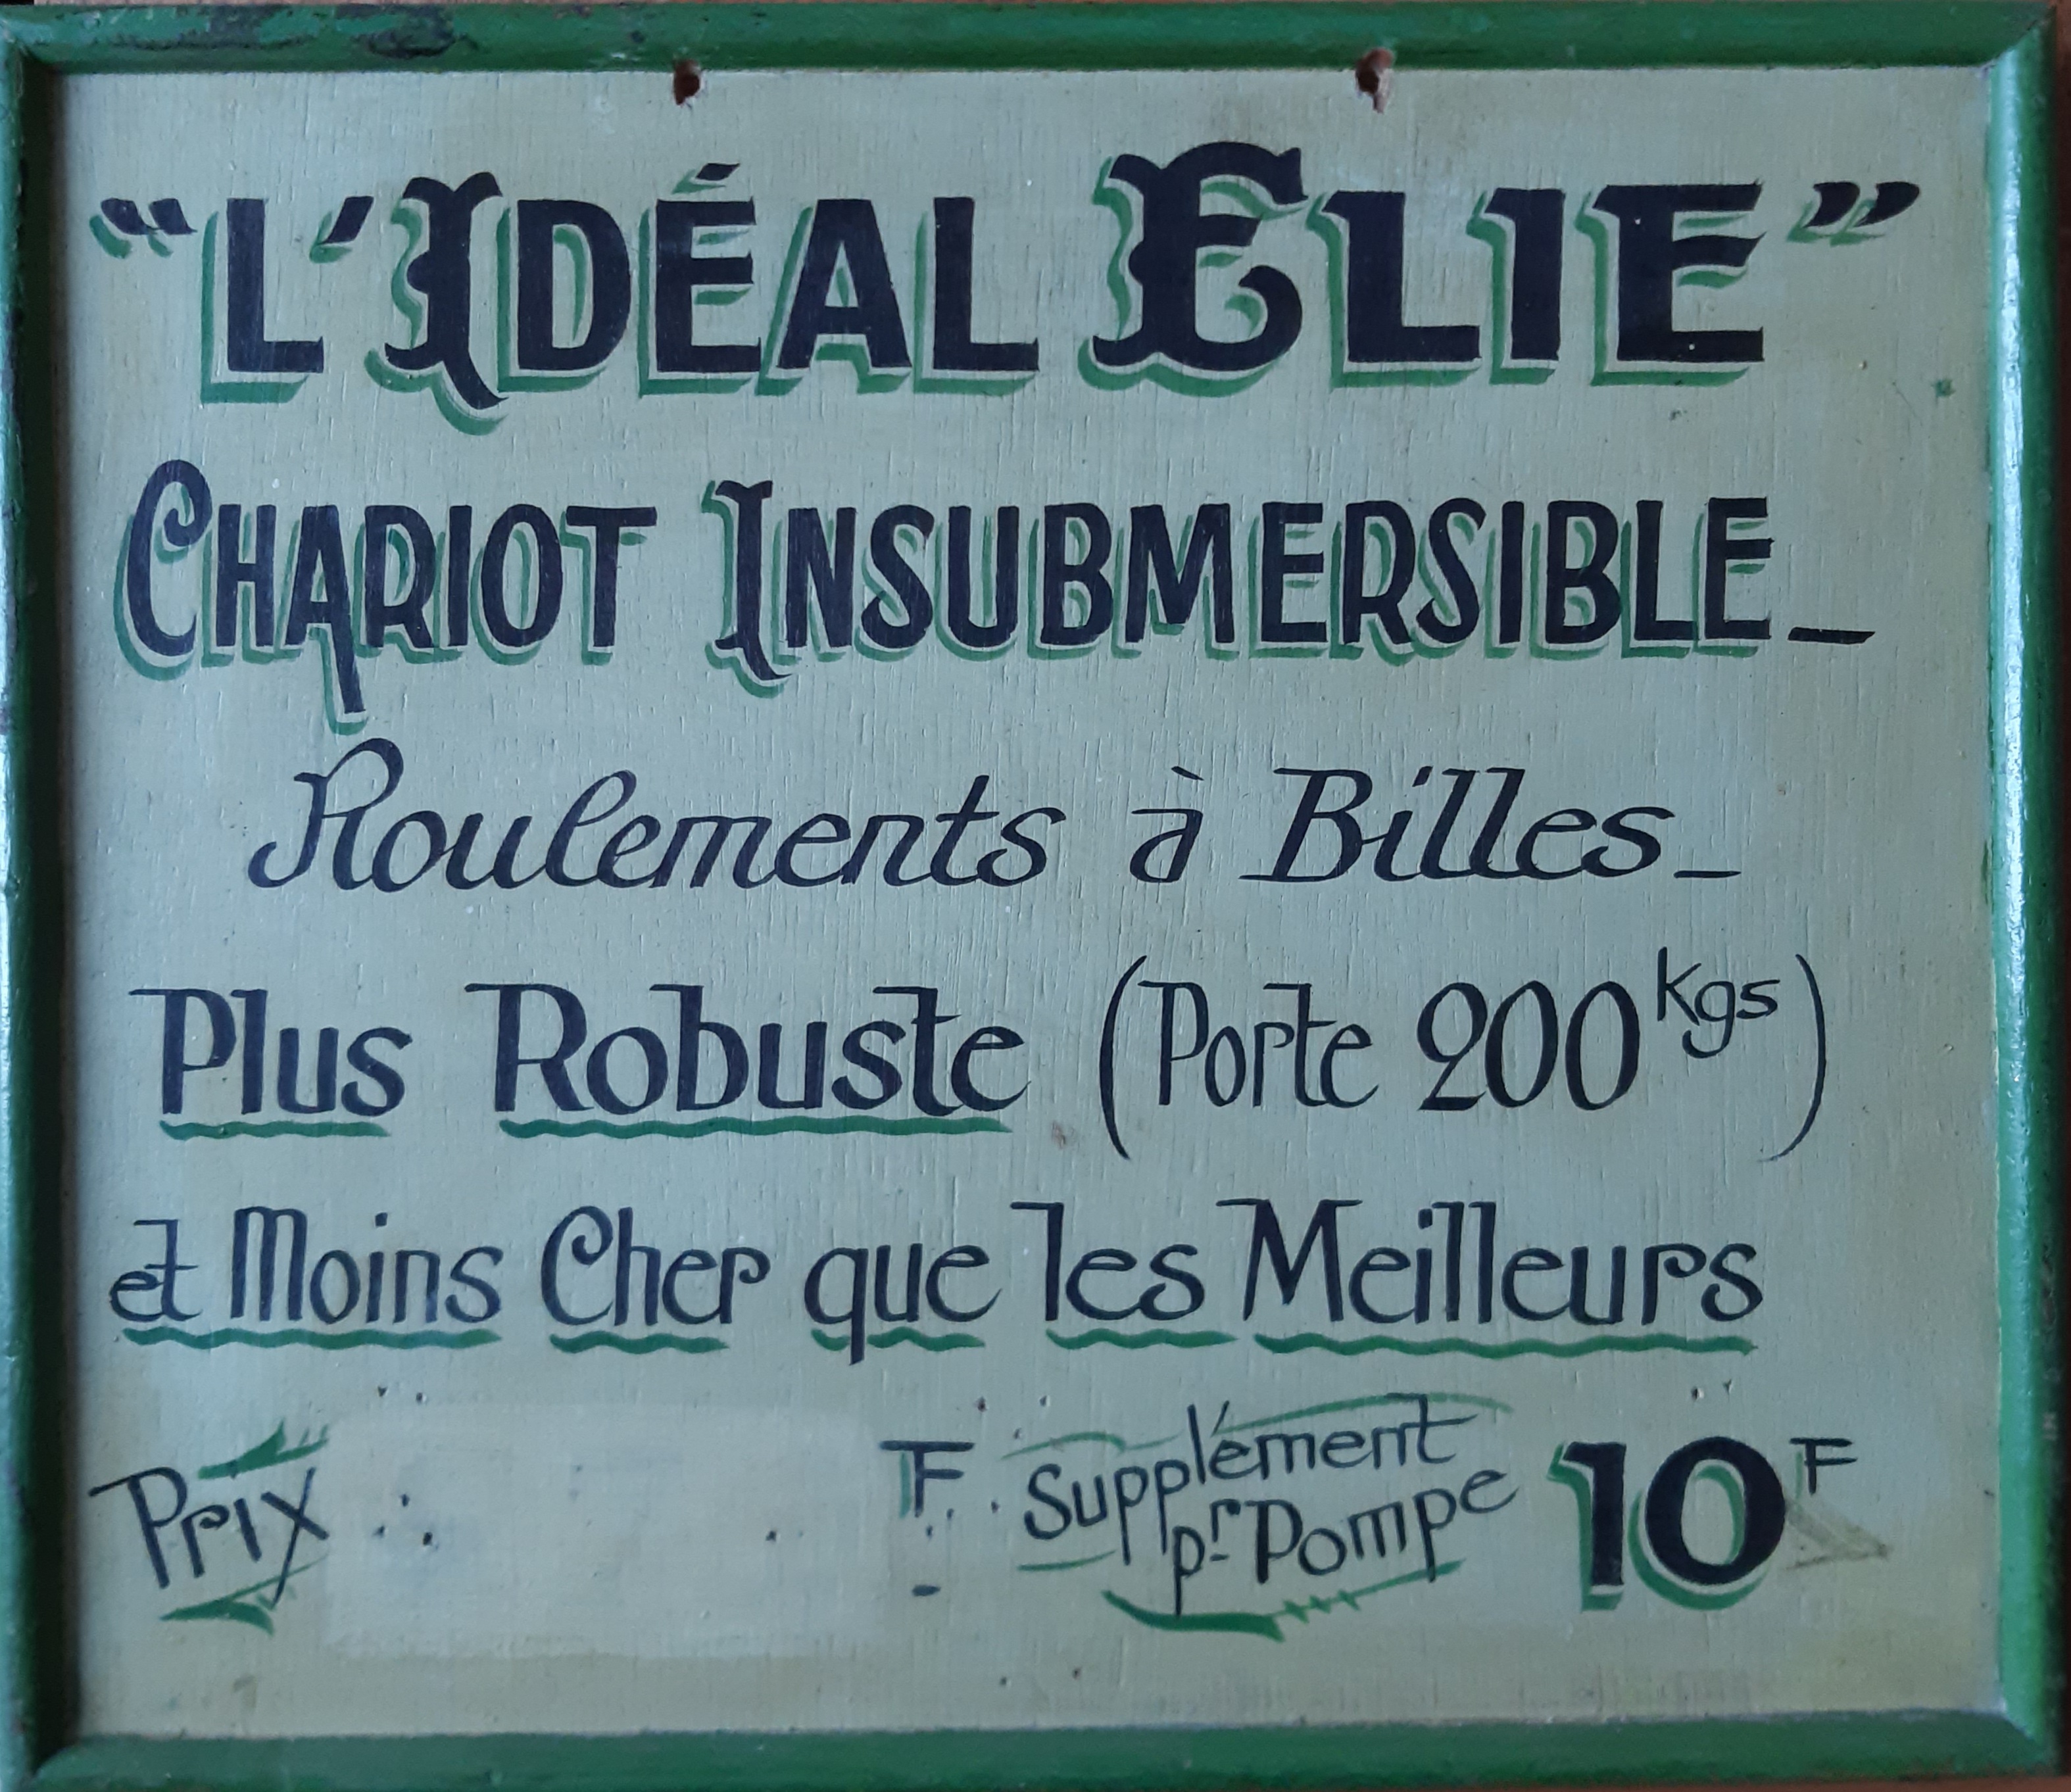 “L'IDÉAL ELIE”
CHARIOT INSUBMERSIBLE_
Roulements à Billes_
Plus Robuste (Porte 200 kgs)
et Moins Cher que les Meilleurs
Prix F Supplément
pr Pompe 10 F